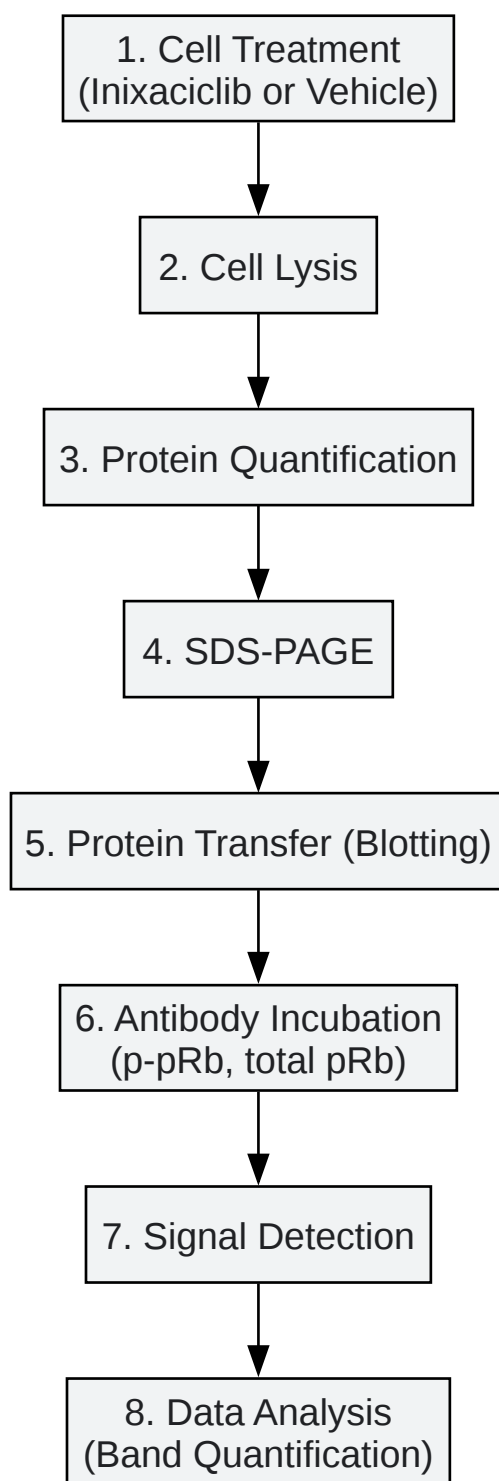 1. Cell Treatment
(Inixaciclib or Vehicle)
2. Cell Lysis
3. Protein Quantification
4. SDS-PAGE
5. Protein Transfer (Blotting)
6. Antibody Incubation
(p-pRb, total pRb)
7. Signal Detection
8. Data Analysis
(Band Quantification)